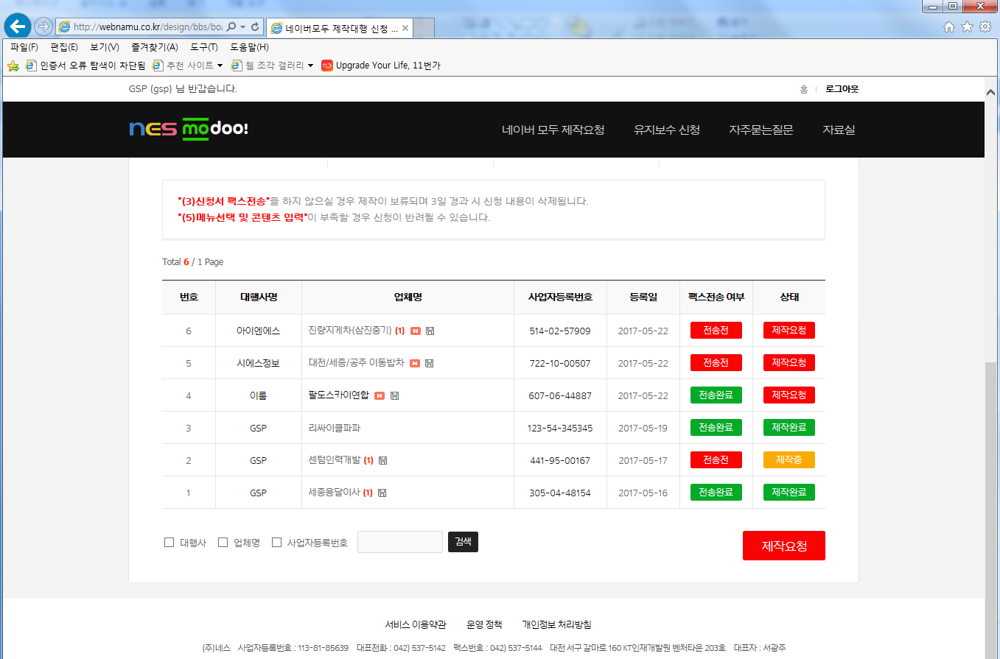 http://webnamu.co.kr/design/bbs/boa
네이버모두 제작대행 신청 ...
파일(F) 편집(E) 보기(V) 즐겨찾기(A) 도구(T) 도움말(H)
인증서 오류 탐색이 차단됨 추천 사이트 웹 조각 갤러리 Upgrade Your Life, 11번가
GSP (gsp) 님 반갑습니다. 홈 | 로그아웃
nes modoo! 네이버 모두 제작요청 유지보수 신청 자주묻는질문 자료실
"(3)신청서 팩스전송"을 하지 않으실 경우 제작이 보류되며 3일 경과 시 신청 내용이 삭제됩니다.
"(5)메뉴선택 및 콘텐츠 입력"이 부족할 경우 신청이 반려될 수 있습니다.
Total 6 / 1 Page
번호 대행사명 업체명 사업자등록번호 등록일 팩스전송 여부 상태
6 아이엔에스 진량지게차(삼진중기) (1) N 514-02-57909 2017-05-22 전송전 제작요청
5 시에스정보 대전/세종/공주 이동밥차 N 722-10-00507 2017-05-22 전송전 제작요청
4 이룸 팔도스카이연합 N 607-06-44887 2017-05-22 전송완료 제작요청
3 GSP 리싸이클파파 123-54-345345 2017-05-19 전송완료 제작완료
2 GSP 센텀인력개발 (1) 441-95-00167 2017-05-17 전송전 제작중
1 GSP 세종용달이사 (1) 305-04-48154 2017-05-16 전송완료 제작완료
대행사 업체명 사업자등록번호 검색 제작요청
서비스 이용약관 운영 정책 개인정보 처리방침
(주)네스 사업자등록번호 : 113-81-85639 대표전화 : 042) 537-5142 팩스번호 : 042) 537-5144 대전 서구 갈마로 160 KT인재개발원 벤처타운 203호 대표자 : 서광주